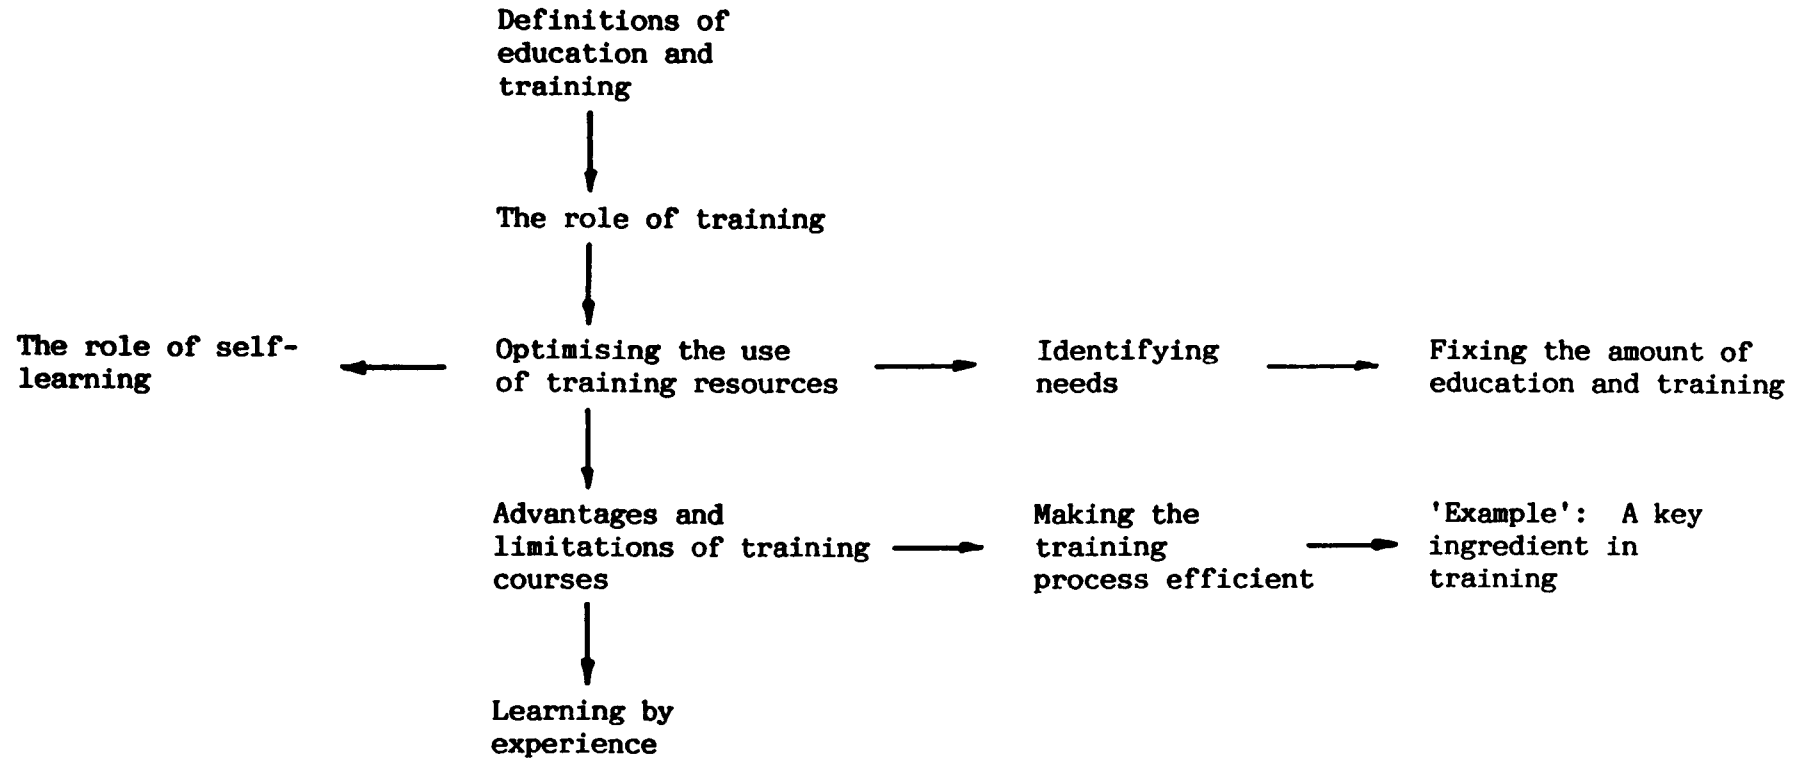 Definitions of
education and
training
The role of training
The role of self-
learning
Optimising the use
of training resources
Identifying
needs
Fixing the amount of
education and training
Advantages and
limitations of training
courses
Making the
training
process efficient
'Example': A key
ingredient in
training
Learning by
experience